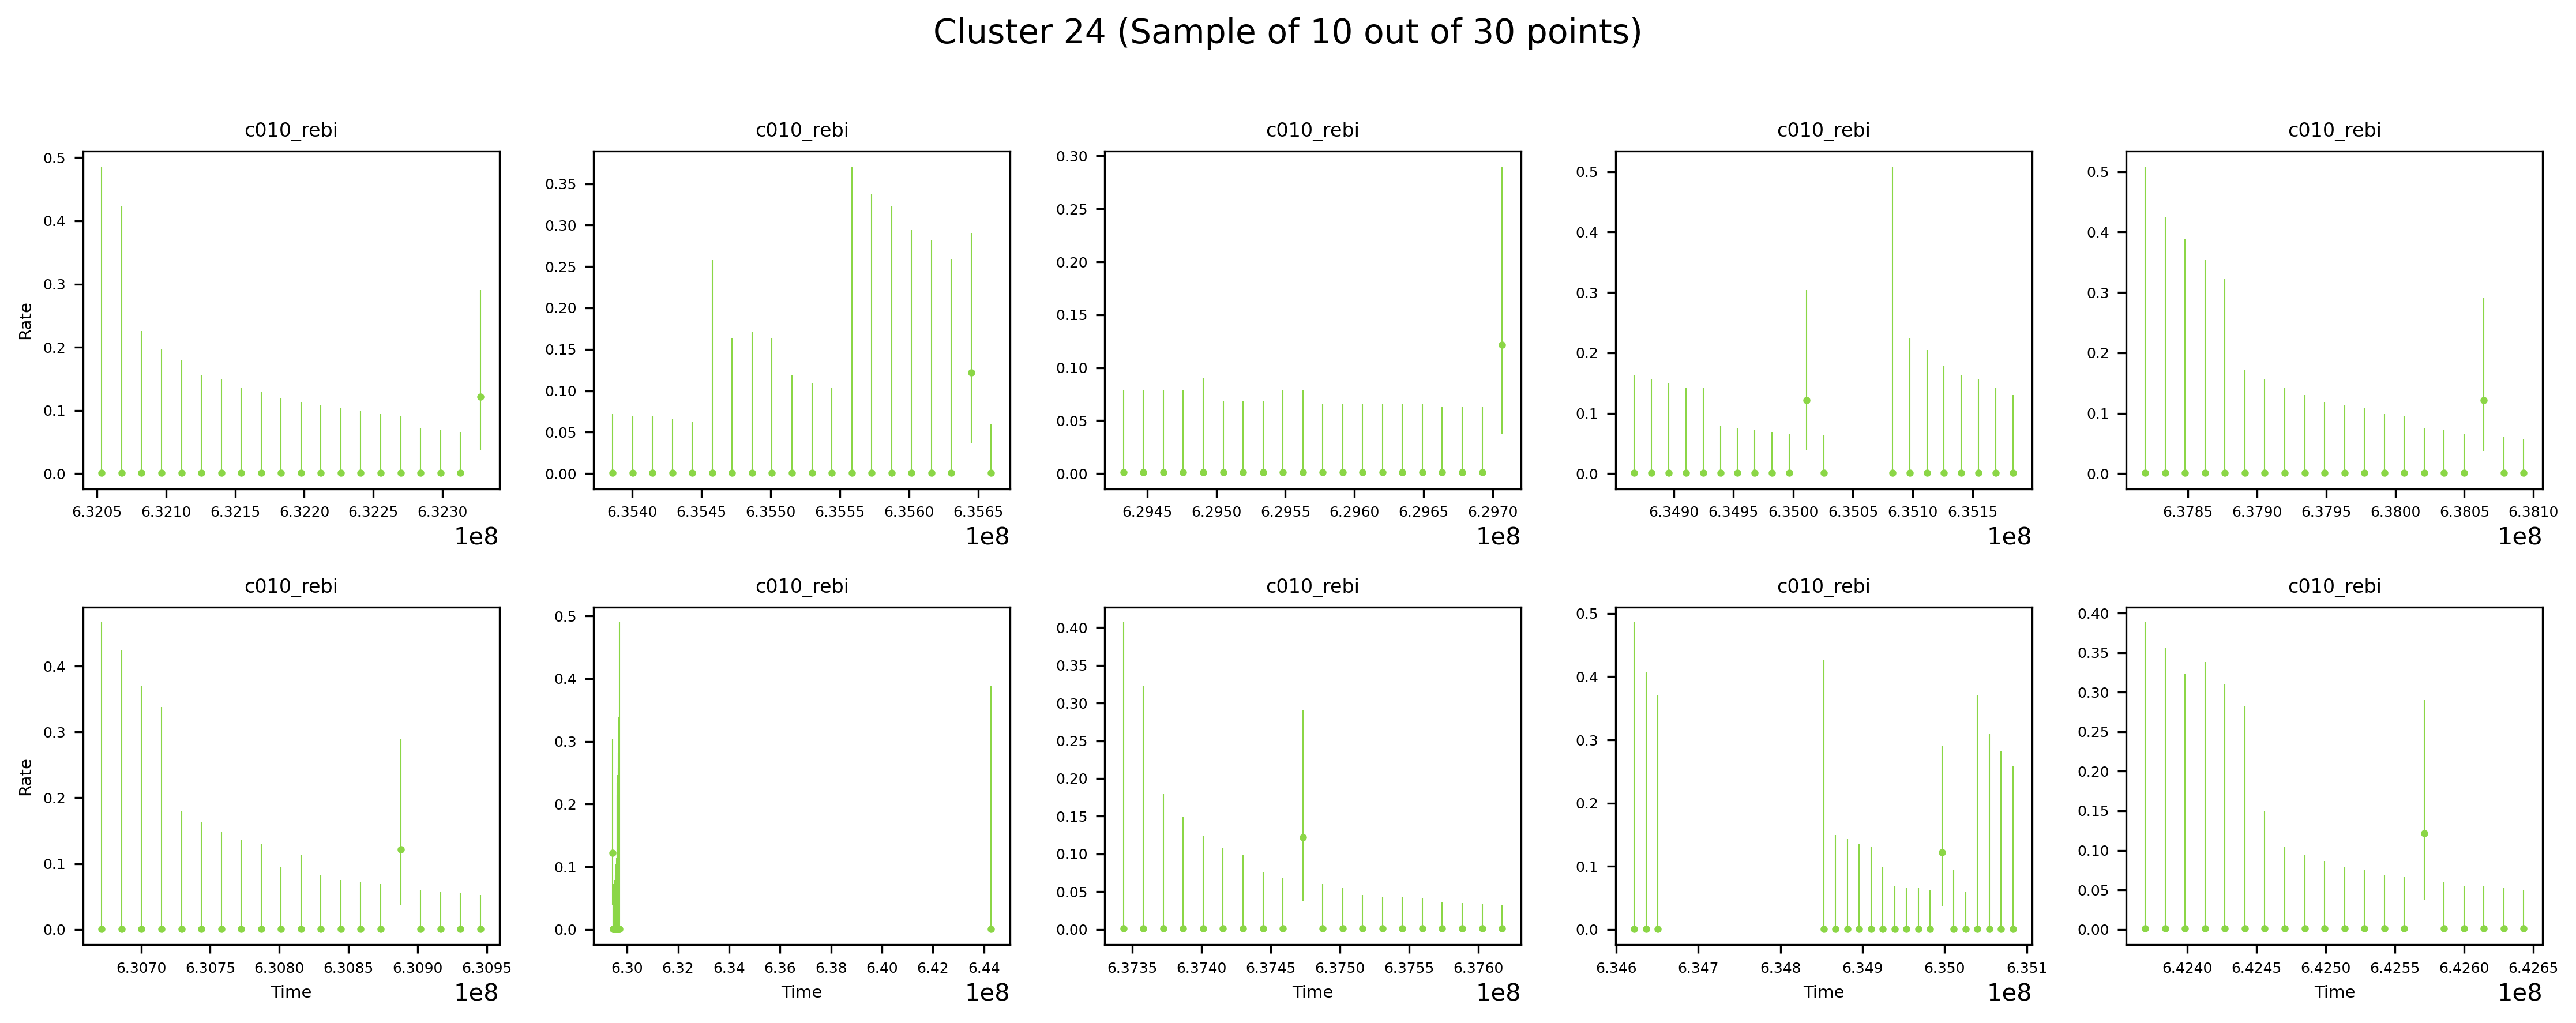 Cluster 24 (Sample of 10 out of 30 points)
c010_rebi c010_rebi c010_rebi c010_rebi c010_rebi
Rate
0.5
0.4
0.3
0.2
0.1
0.0
6.3205 6.3210 6.3215 6.3220 6.3225 6.3230
1e8
0.35
0.30
0.25
0.20
0.15
0.10
0.05
0.00
6.3540 6.3545 6.3550 6.3555 6.3560 6.3565
1e8
0.30
0.25
0.20
0.15
0.10
0.05
0.00
6.2945 6.2950 6.2955 6.2960 6.2965 6.2970
1e8
0.5
0.4
0.3
0.2
0.1
0.0
6.3490 6.3495 6.3500 6.3505 6.3510 6.3515
1e8
0.5
0.4
0.3
0.2
0.1
0.0
6.3785 6.3790 6.3795 6.3800 6.3805 6.3810
1e8
c010_rebi c010_rebi c010_rebi c010_rebi c010_rebi
Rate
0.4
0.3
0.2
0.1
0.0
6.3070 6.3075 6.3080 6.3085 6.3090 6.3095
Time 1e8
0.5
0.4
0.3
0.2
0.1
0.0
6.30 6.32 6.34 6.36 6.38 6.40 6.42 6.44
Time 1e8
0.40
0.35
0.30
0.25
0.20
0.15
0.10
0.05
0.00
6.3735 6.3740 6.3745 6.3750 6.3755 6.3760
Time 1e8
0.5
0.4
0.3
0.2
0.1
0.0
6.346 6.347 6.348 6.349 6.350 6.351
Time 1e8
0.40
0.35
0.30
0.25
0.20
0.15
0.10
0.05
0.00
6.4240 6.4245 6.4250 6.4255 6.4260 6.4265
Time 1e8